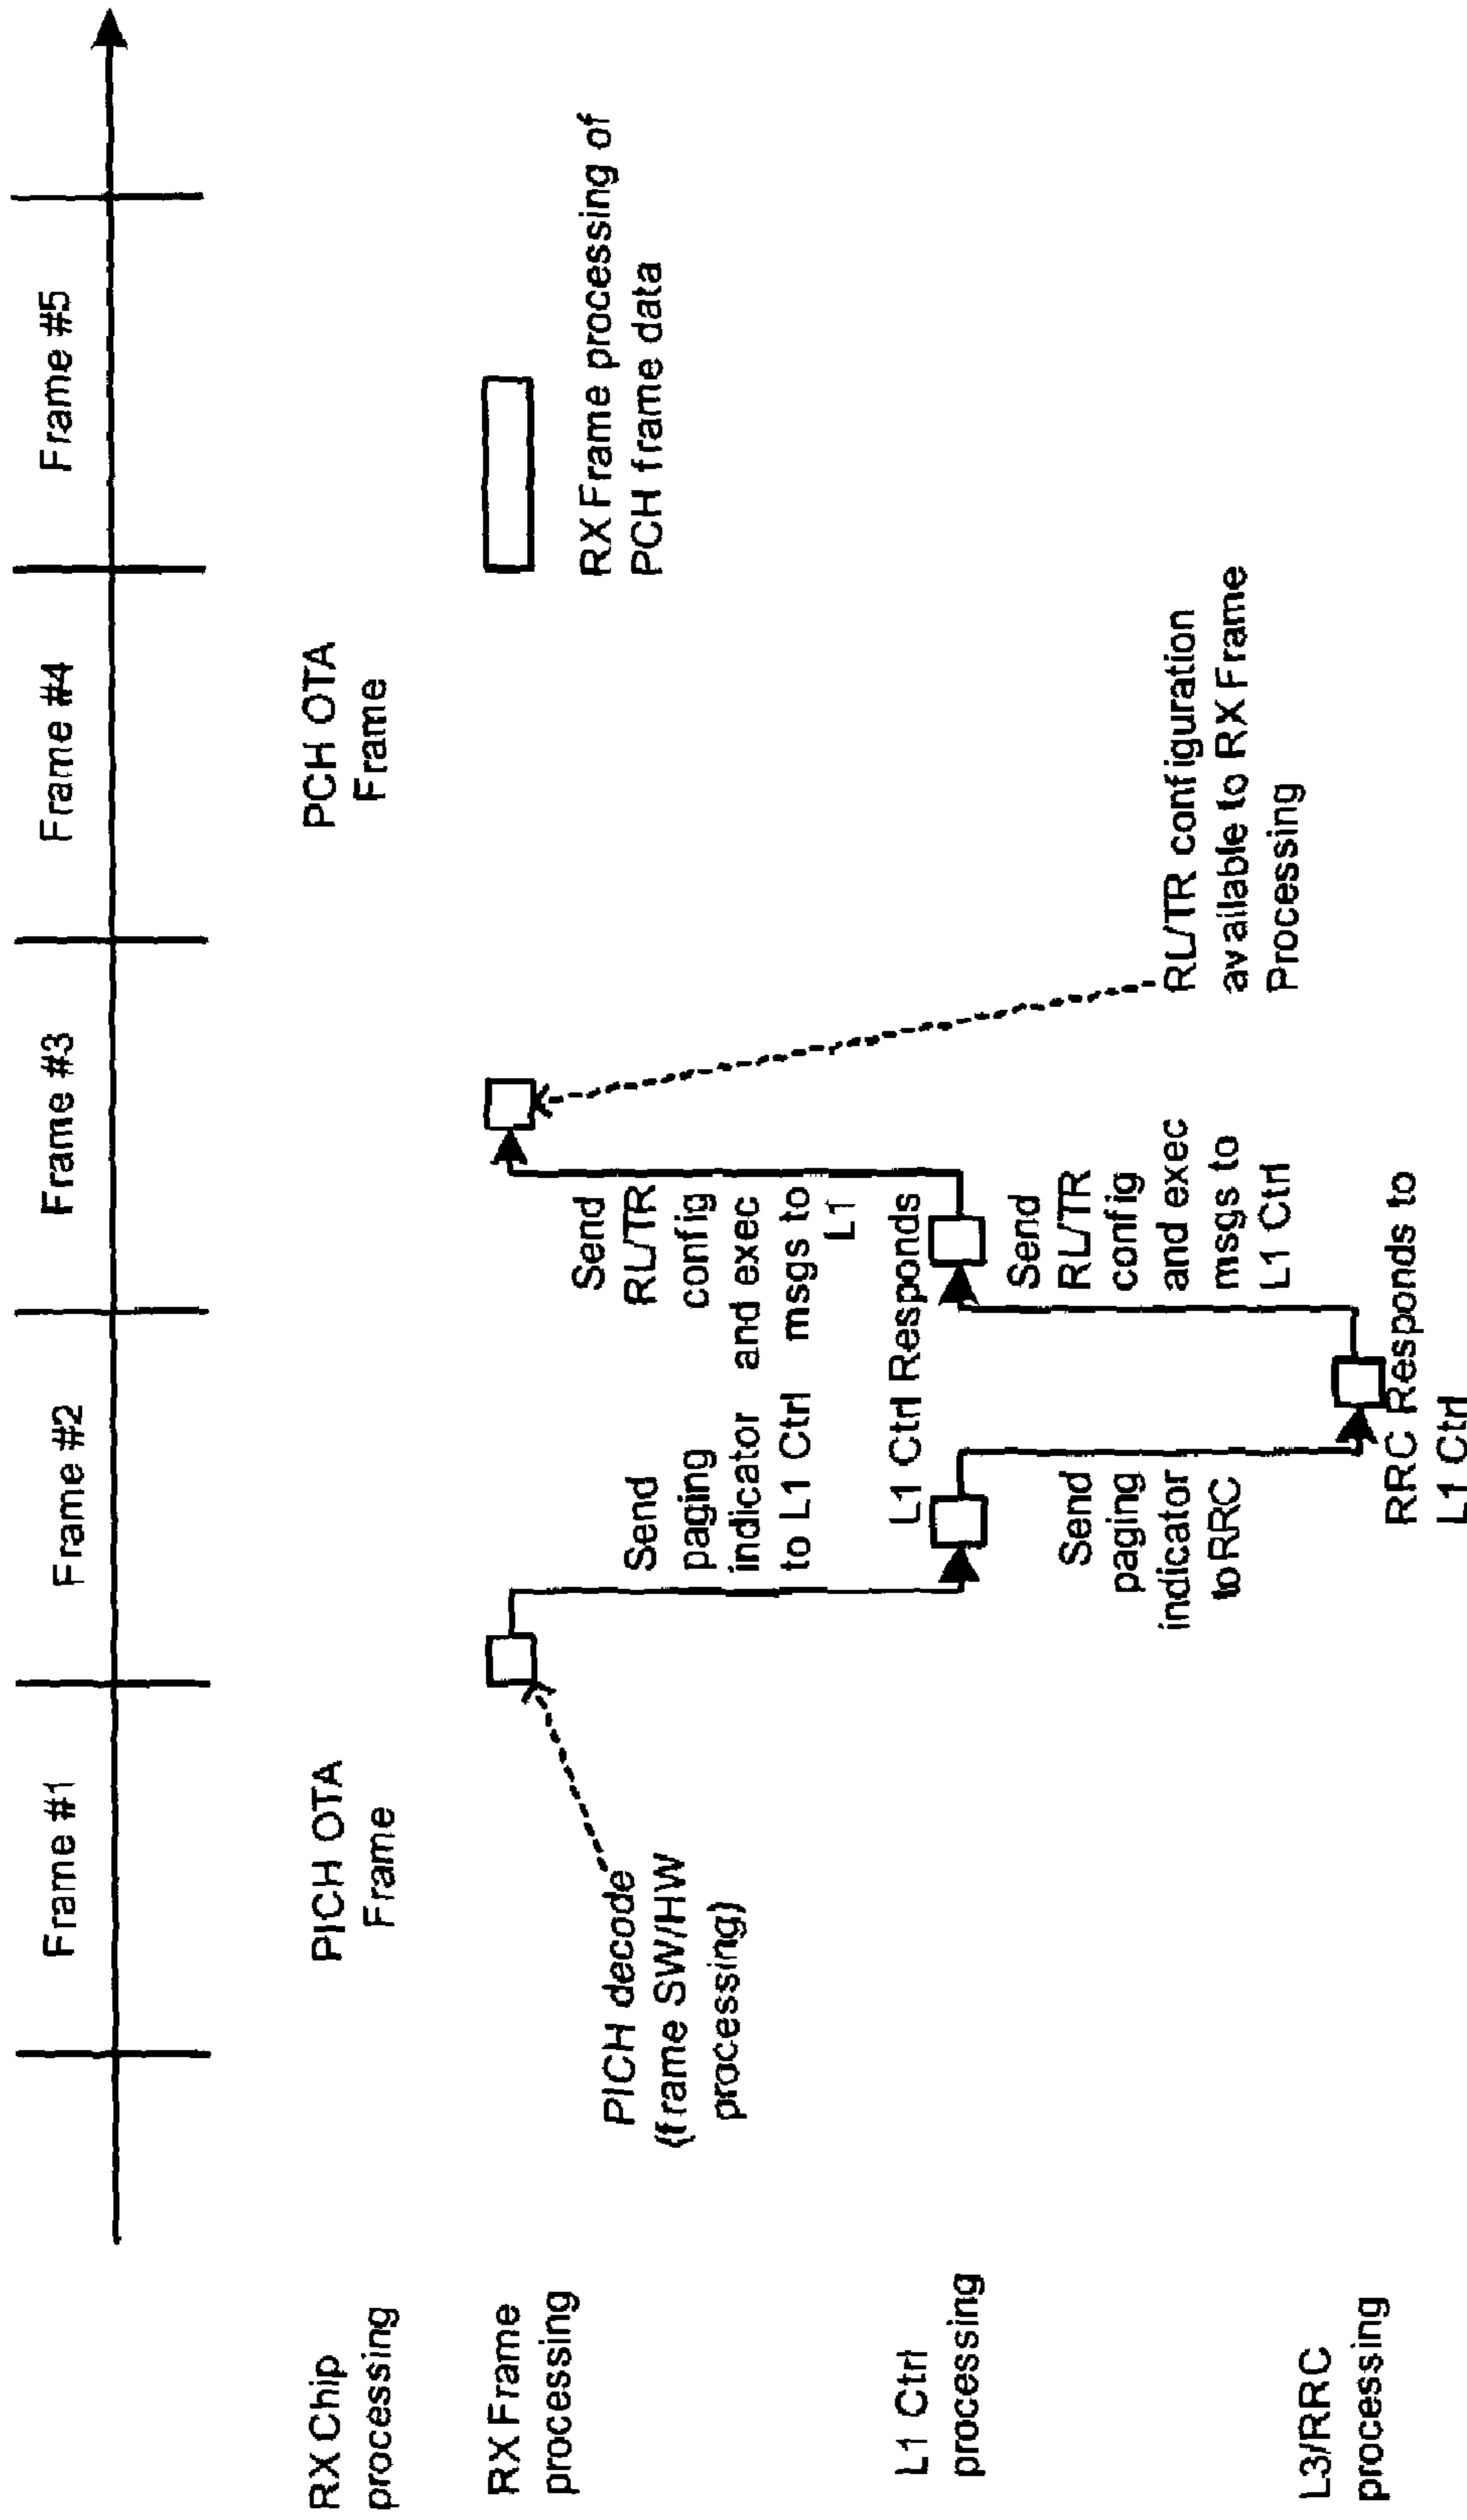 Frame #1
Frame #2
Frame #3
Frame #4
Frame #5
RX Chip
processing
PICH OTA
Frame
PCH OTA
Frame
RX Frame
processing
PICH decode
(frame SW/HW
processing)
Send
paging
indicator
to L1 Ctrl
Send
RL/TR
config
and exec
msgs to
L1
RX Frame processing of
PCH frame data
L1 Ctrl
processing
L1 Ctrl Responds
Send
paging
indicator
to RRC
Send
RL/TR
config
and exec
msgs to
L1 Ctrl
RL/TR configuration
available to RX Frame
Processing
L3/RRC
processing
RRC Responds to
L1 Ctrl